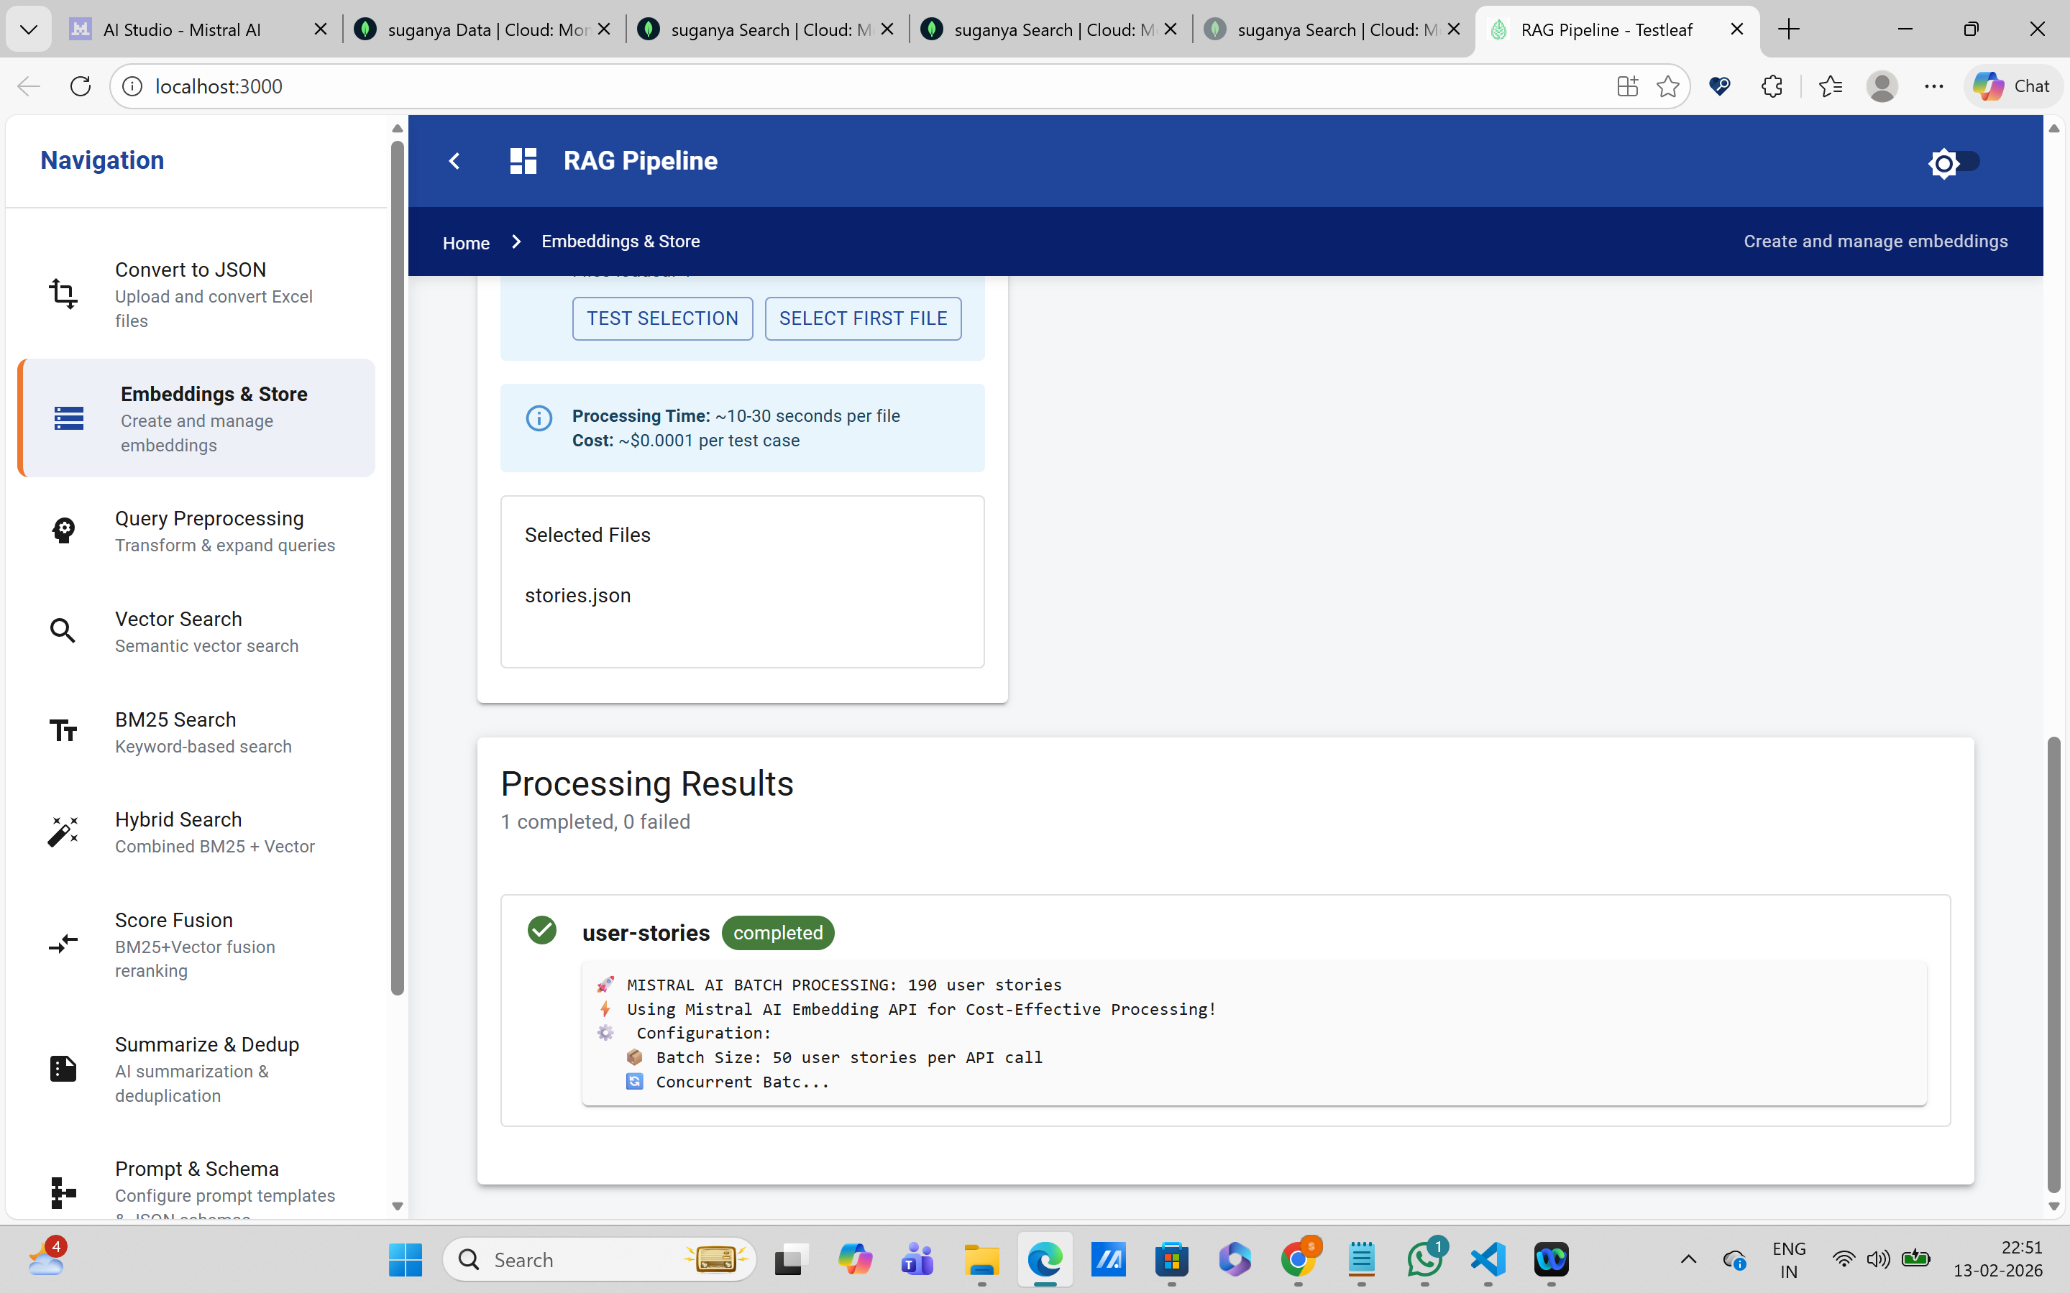 AI Studio - Mistral AI
suganya Data | Cloud: Mon
suganya Search | Cloud: M
suganya Search | Cloud: M
suganya Search | Cloud: M
RAG Pipeline - Testleaf
localhost:3000
Chat
Navigation
Convert to JSON
Upload and convert Excel
files
Embeddings & Store
Create and manage
embeddings
Query Preprocessing
Transform & expand queries
Vector Search
Semantic vector search
BM25 Search
Keyword-based search
Hybrid Search
Combined BM25 + Vector
Score Fusion
BM25+Vector fusion
reranking
Summarize & Dedup
AI summarization &
deduplication
Prompt & Schema
Configure prompt templates
& JSON schemas
RAG Pipeline
Home
Embeddings & Store
Create and manage embeddings
TEST SELECTION
SELECT FIRST FILE
Processing Time: ~10-30 seconds per file
Cost: ~$0.0001 per test case
Selected Files
stories.json
Processing Results
1 completed, 0 failed
user-stories
completed
🚀 MISTRAL AI BATCH PROCESSING: 190 user stories
⚡ Using Mistral AI Embedding API for Cost-Effective Processing!
⚙️ Configuration:
📦 Batch Size: 50 user stories per API call
🔄 Concurrent Batc...
4
Search
1
ENG
IN
22:51
13-02-2026